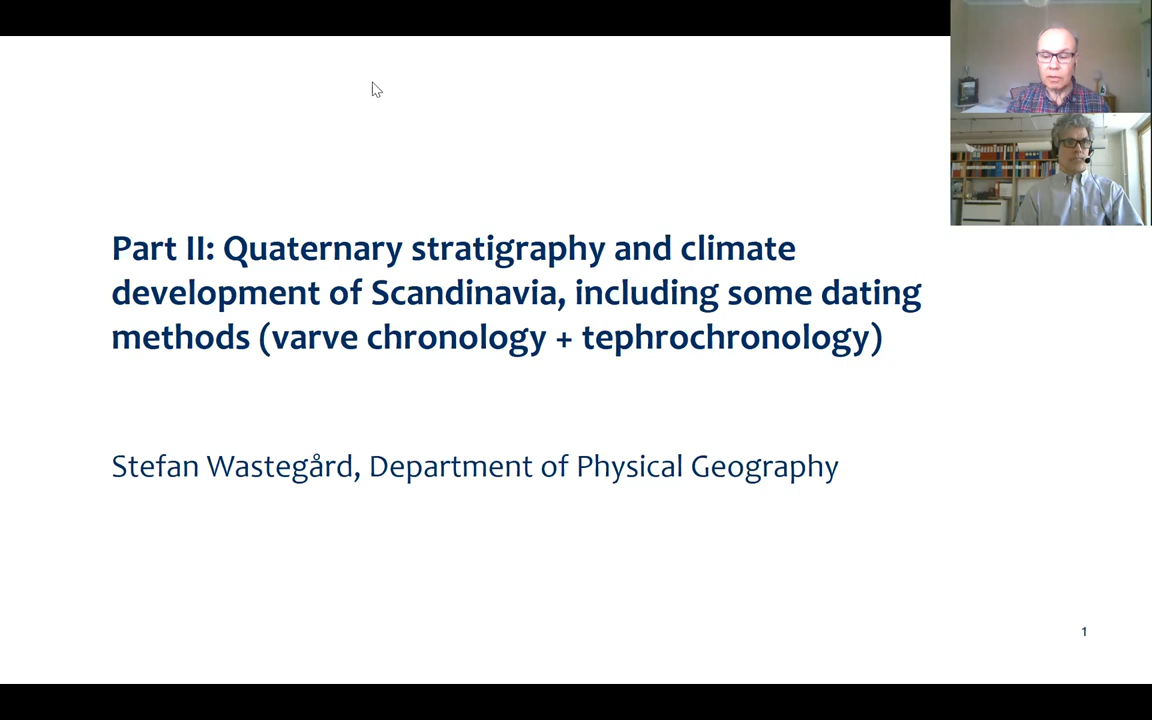 Part II: Quaternary stratigraphy and climate
development of Scandinavia, including some dating
methods (varve chronology + tephrochronology)
Stefan Wastegård, Department of Physical Geography
1